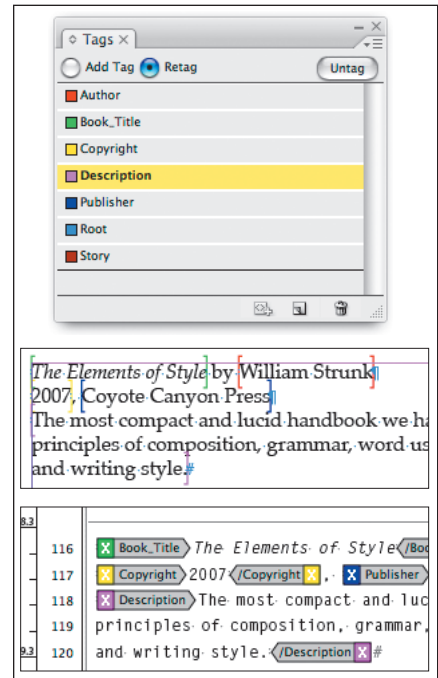 Tags ×
Add Tag Retag Untag
Author
Book_Title
Copyright
Description
Publisher
Root
Story
The Elements of Style by William Strunk¶
2007, Coyote Canyon Press
The most compact and lucid handbook we ha
principles of composition, grammar, word us
and writing style.#
8.3
116 X Book_Title The Elements of Style /Boo
117 X Copyright 2007 /Copyright X , X Publisher
118 X Description The most compact and luc
119 principles of composition, grammar,
9.3 120 and writing style. /Description X #